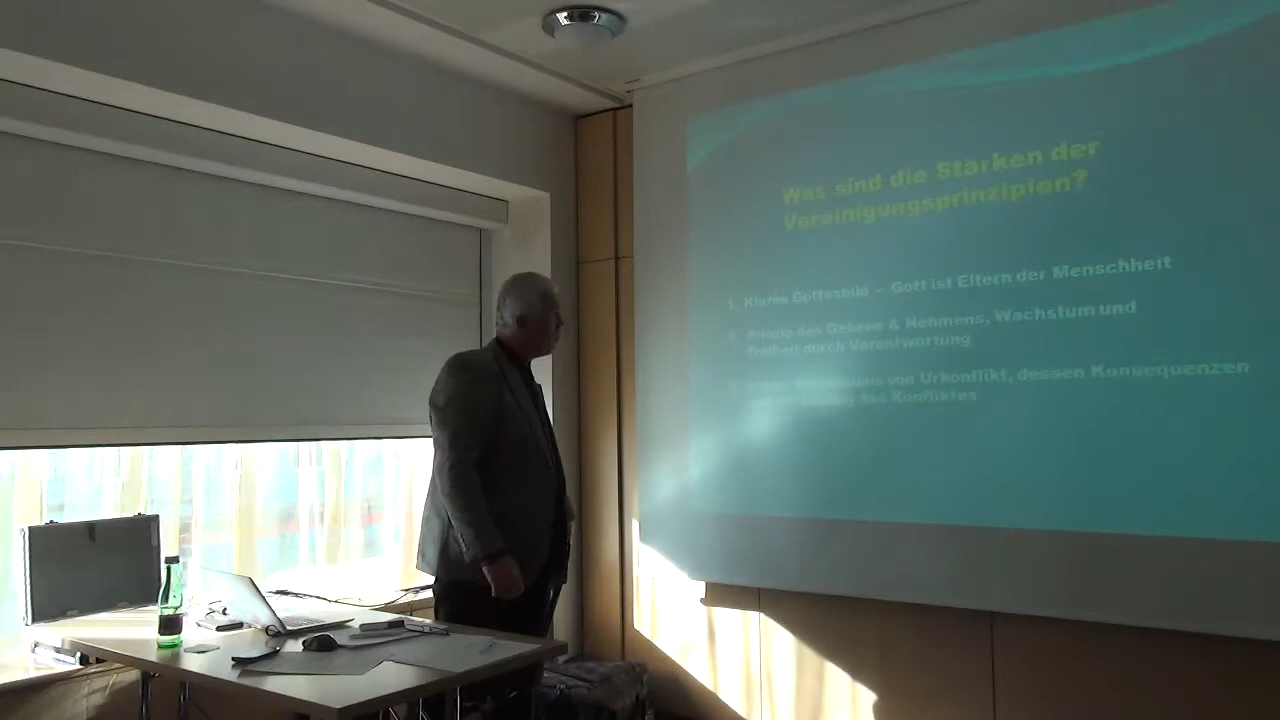 Was sind die Stärken der
Vereinigungsprinzipien?
1. Klares Gottesbild – Gott ist Eltern der Menschheit
Prinzip des Gebens & Nehmens, Wachstum und
Freiheit durch Verantwortung
von Urkonflikt, dessen Konsequenzen
des Konfliktes